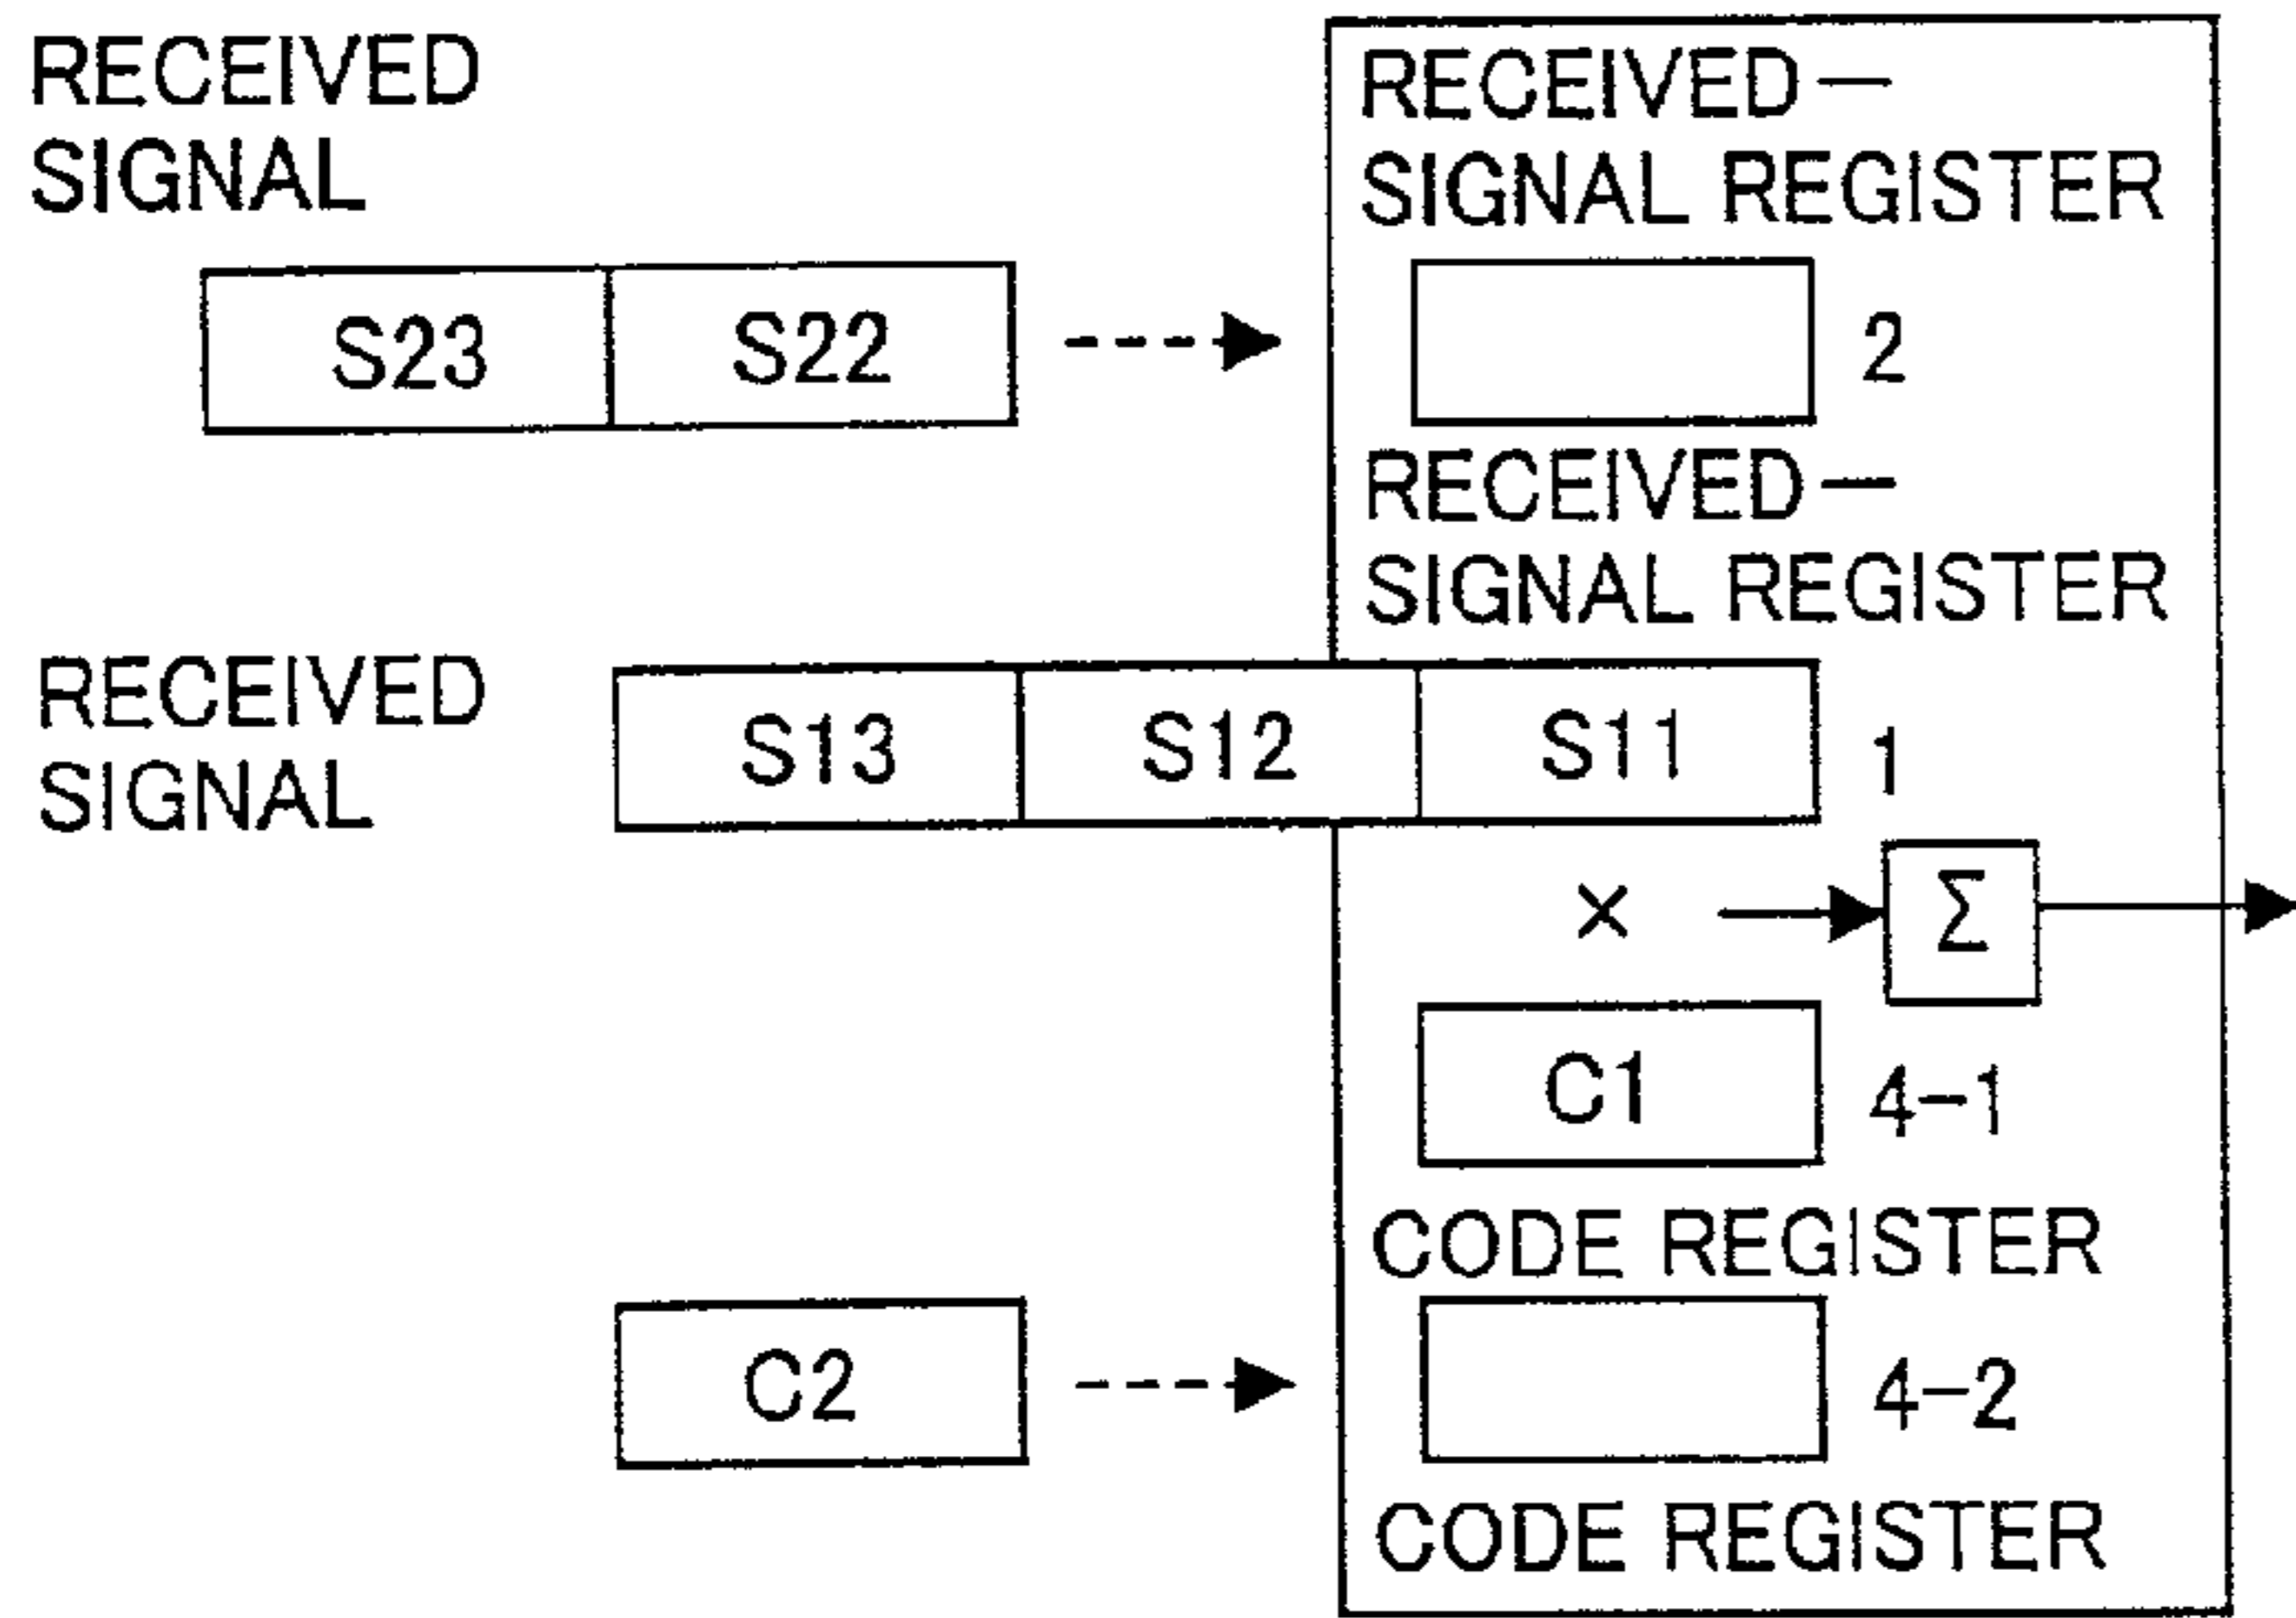 RECEIVED
SIGNAL
RECEIVED—
SIGNAL REGISTER
S23 S22
2
RECEIVED—
SIGNAL REGISTER
RECEIVED
SIGNAL
S13 S12 S11
1
× Σ
C1
4-1
CODE REGISTER
C2
4-2
CODE REGISTER